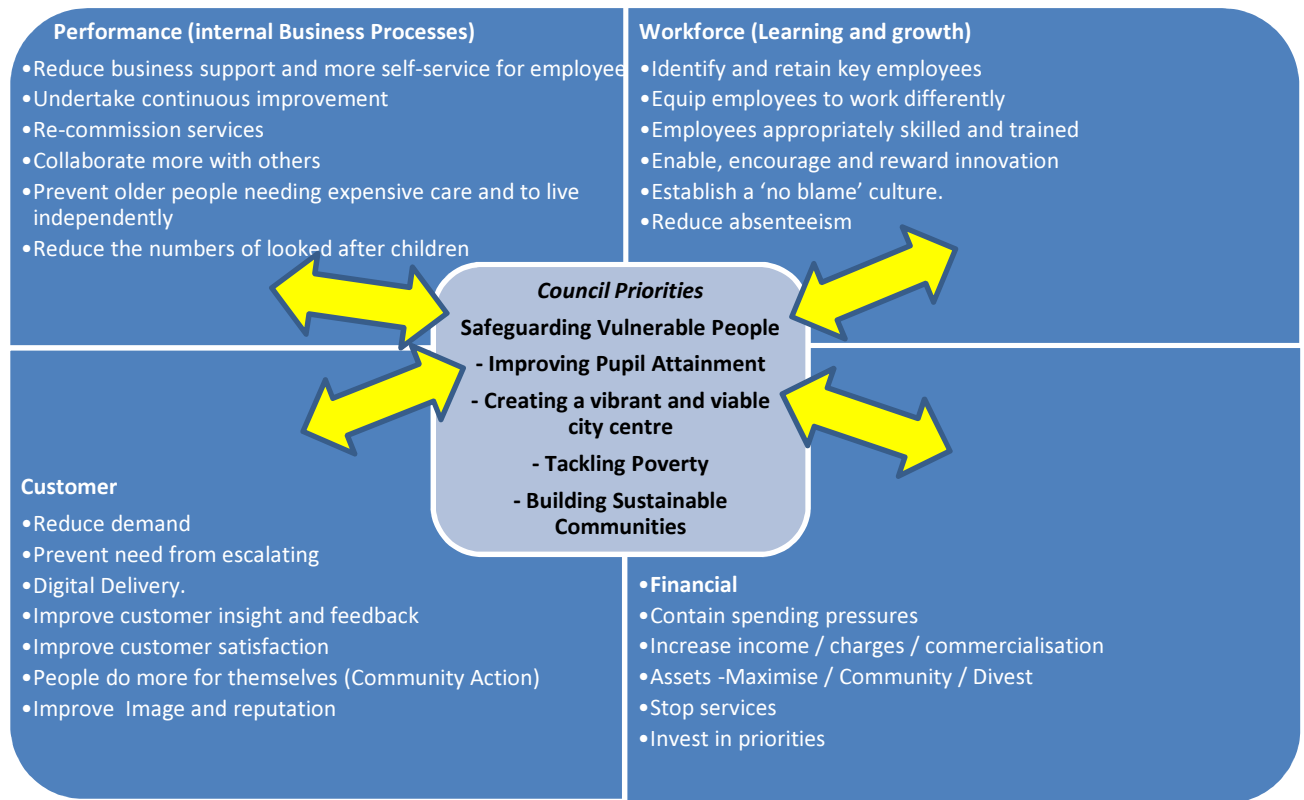 Performance (internal Business Processes)
•Reduce business support and more self-service for employee
•Undertake continuous improvement
•Re-commission services
•Collaborate more with others
•Prevent older people needing expensive care and to live
independently
•Reduce the numbers of looked after children
Workforce (Learning and growth)
•Identify and retain key employees
•Equip employees to work differently
•Employees appropriately skilled and trained
•Enable, encourage and reward innovation
•Establish a ‘no blame’ culture.
•Reduce absenteeism
Council Priorities
Safeguarding Vulnerable People
- Improving Pupil Attainment
- Creating a vibrant and viable
city centre
- Tackling Poverty
- Building Sustainable
Communities
Customer
•Reduce demand
•Prevent need from escalating
•Digital Delivery.
•Improve customer insight and feedback
•Improve customer satisfaction
•People do more for themselves (Community Action)
•Improve  Image and reputation
•Financial
•Contain spending pressures
•Increase income / charges / commercialisation
•Assets -Maximise / Community / Divest
•Stop services
•Invest in priorities